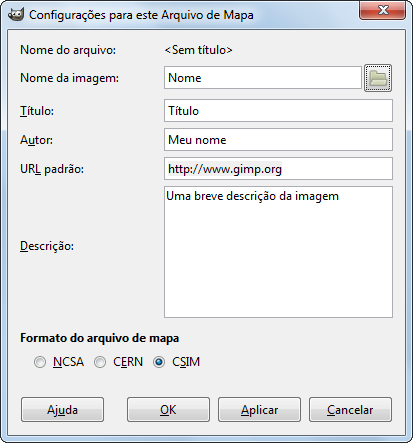 Configurações para este Arquivo de Mapa
Nome do arquivo: <Sem título>
Nome da imagem: Nome
Título: Título
Autor: Meu nome
URL padrão: http://www.gimp.org
Uma breve descrição da imagem
Descrição:
Formato do arquivo de mapa
NCSA CERN CSIM
Ajuda OK Aplicar Cancelar